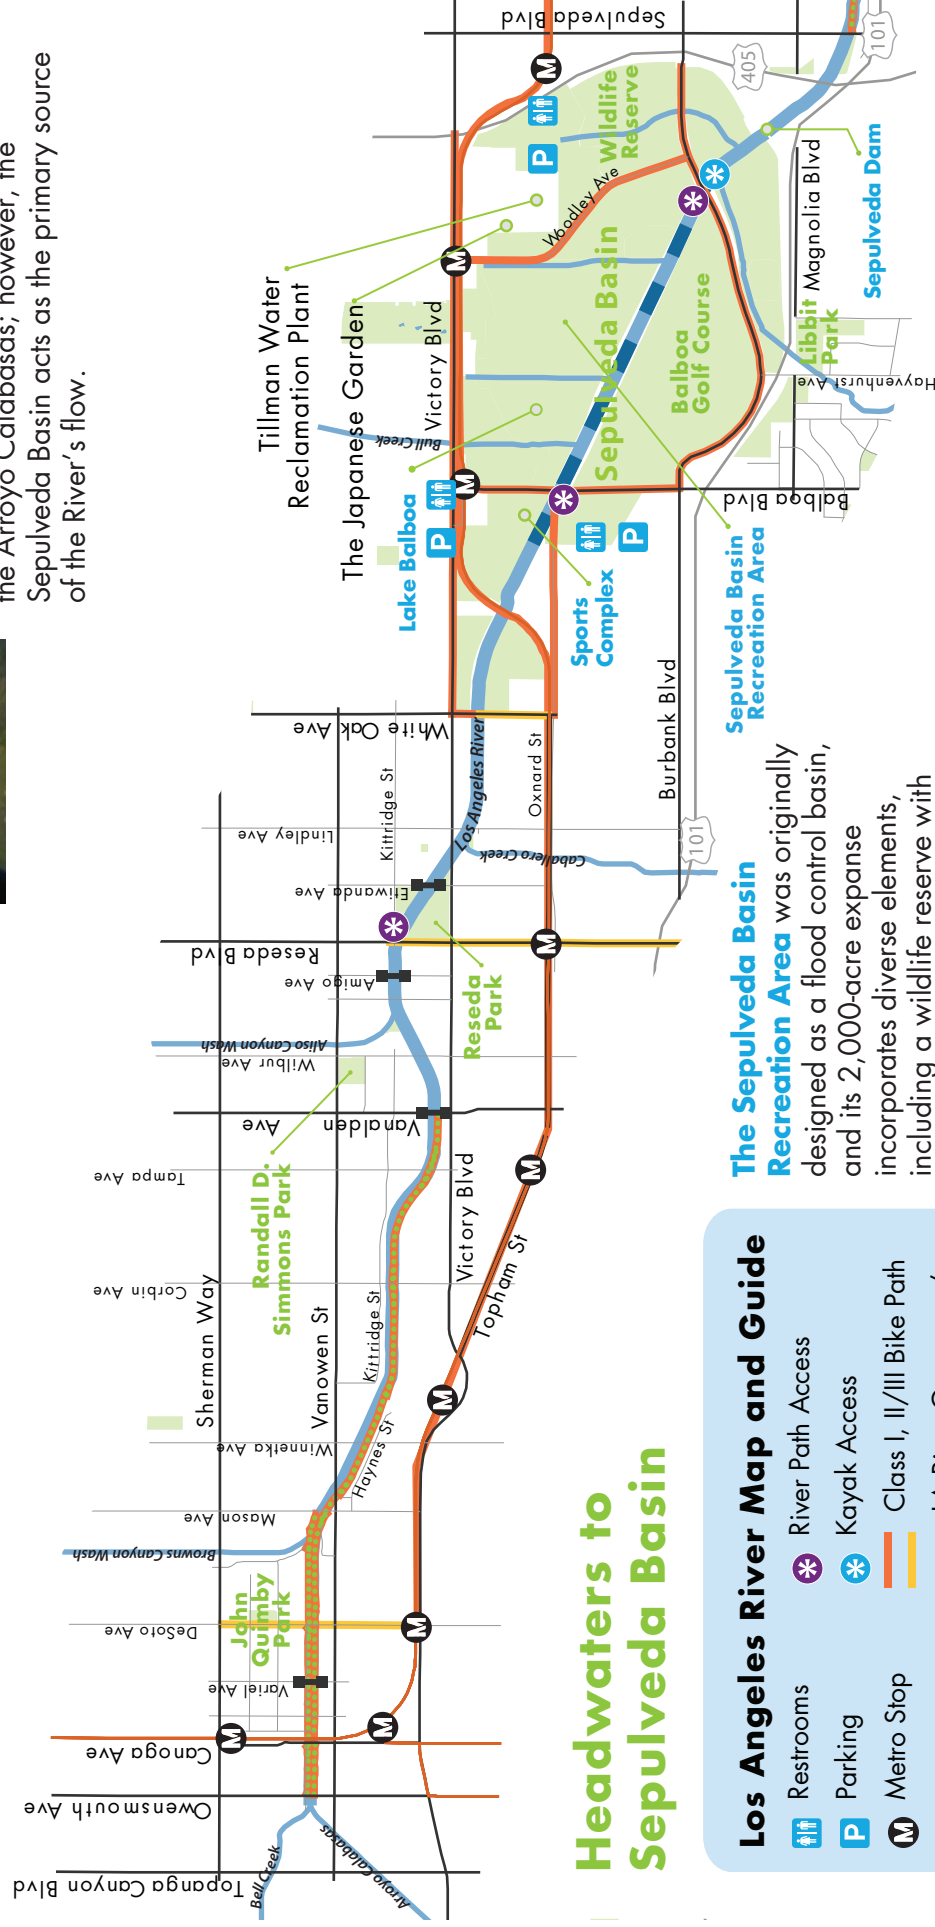 the Arroyo Calabasas; however, the
Sepulveda Basin acts as the primary source
of the River's flow.
Headwaters to
Sepulveda Basin
Topanga Canyon Blvd
Owensmouth Ave
Canoga Ave
Variel Ave
DeSoto Ave
Mason Ave
Winnetka Ave
Corbin Ave
Tampa Ave
Vanalden Ave
Wilbur Ave
Amigo Ave
Reseda Blvd
Etiwanda Ave
Lindley Ave
White Oak Ave
Balboa Blvd
Hayvenhurst Ave
Woodley Ave
Sepulveda Blvd
Sherman Way
Vanowen St
Kittridge St
Haynes St
Kittridge St
Victory Blvd
Victory Blvd
Topham St
Oxnard St
Burbank Blvd
Magnolia Blvd
Bell Creek
Arroyo Calabasas
Browns Canyon Wash
Aliso Canyon Wash
Caballero Creek
Los Angeles River
Bull Creek
John
Quimby
Park
Randall D.
Simmons Park
Reseda
Park
Lake Balboa
Sports
Complex
The Japanese Garden
Tillman Water
Reclamation Plant
Sepulveda Basin
Balboa
Golf Course
Wildlife
Reserve
Libbit
Park
Sepulveda Dam
Sepulveda Basin
Recreation Area
101
101
405
M
M
M
M
M
M
M
M
M
P
P
P
The Sepulveda Basin
Recreation Area was originally
designed as a flood control basin,
and its 2,000-acre expanse
incorporates diverse elements,
including a wildlife reserve with
Los Angeles River Map and Guide
Restrooms
P Parking
M Metro Stop
River Path Access
Kayak Access
Class I, II/III Bike Path